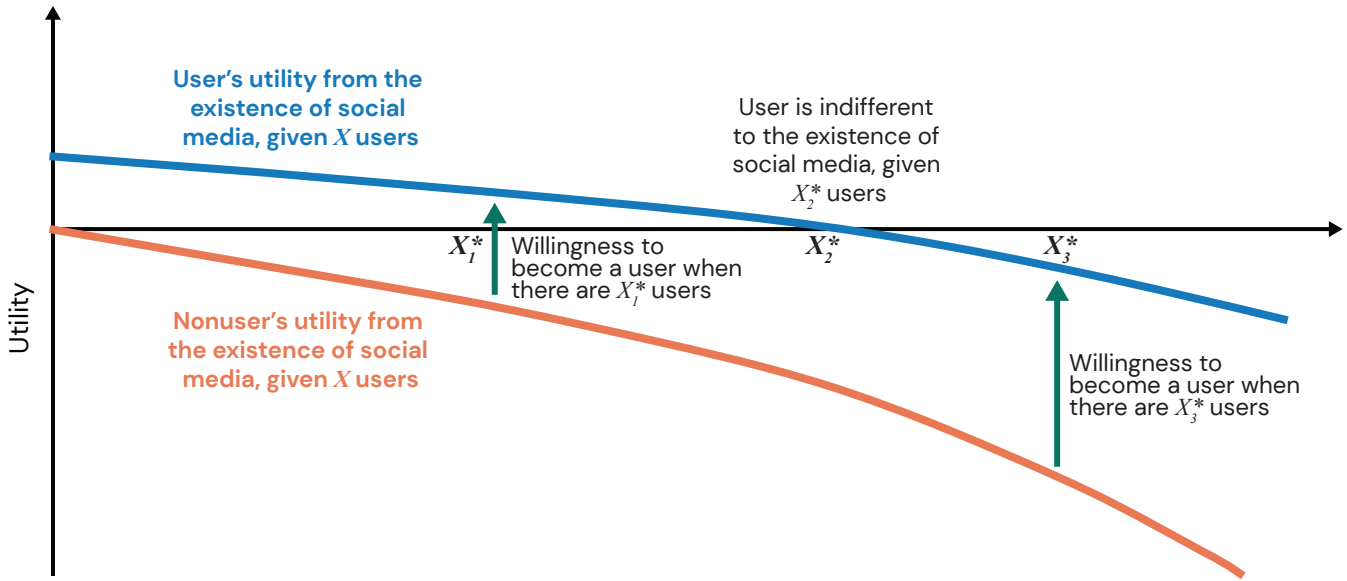 User's utility from the
existence of social
media, given X users
User is indifferent
to the existence of
social media, given
X₂* users
X₁*
Willingness to
become a user when
there are X₁* users
X₂*
X₃*
Utility
Nonuser's utility from
the existence of social
media, given X users
Willingness to
become a user when
there are X₃* users